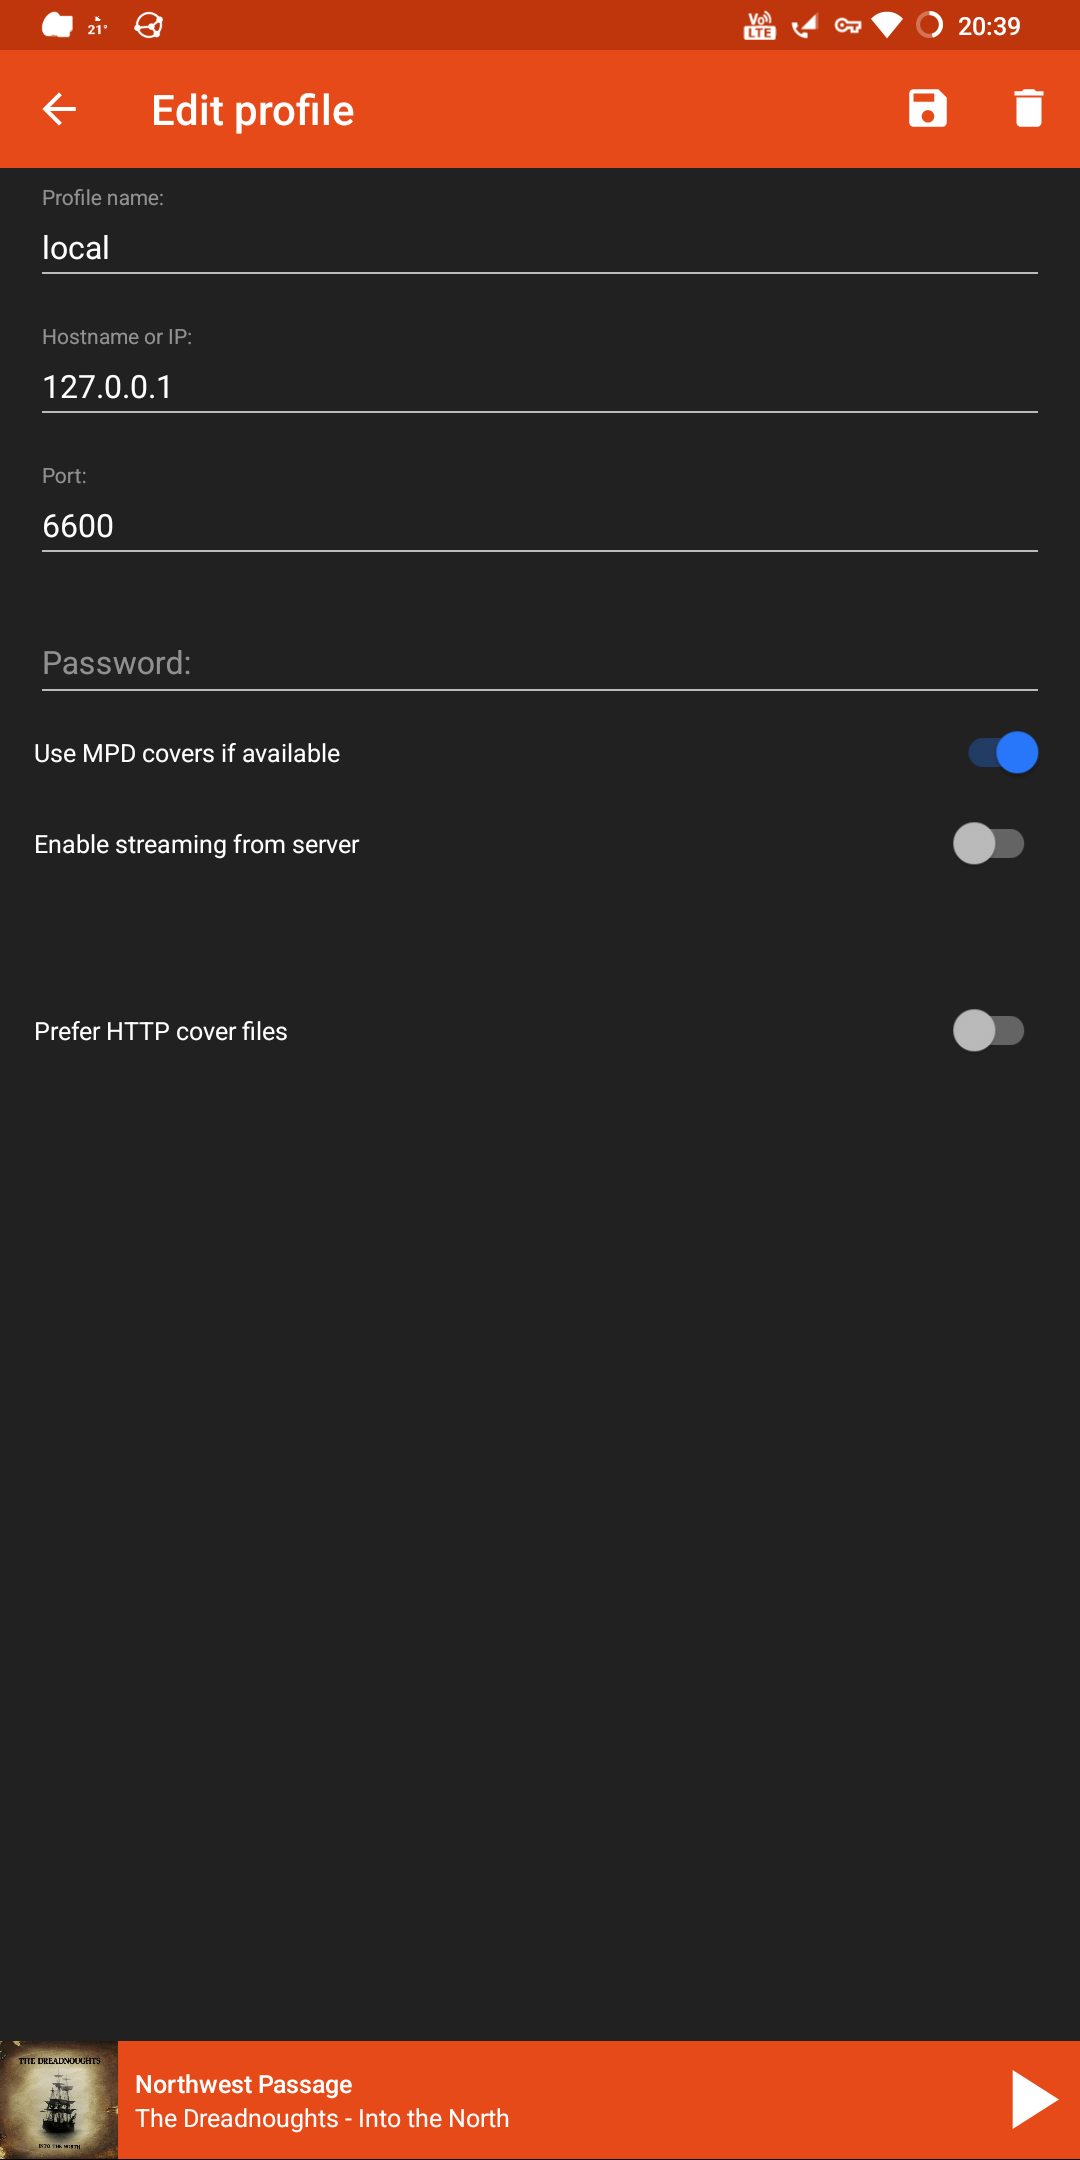 21°
Vo
LTE
20:39
Edit profile
Profile name:
local
Hostname or IP:
127.0.0.1
Port:
6600
Password:
Use MPD covers if available
Enable streaming from server
Prefer HTTP cover files
THE DREADNOUGHTS
INTO THE NORTH
Northwest Passage
The Dreadnoughts - Into the North